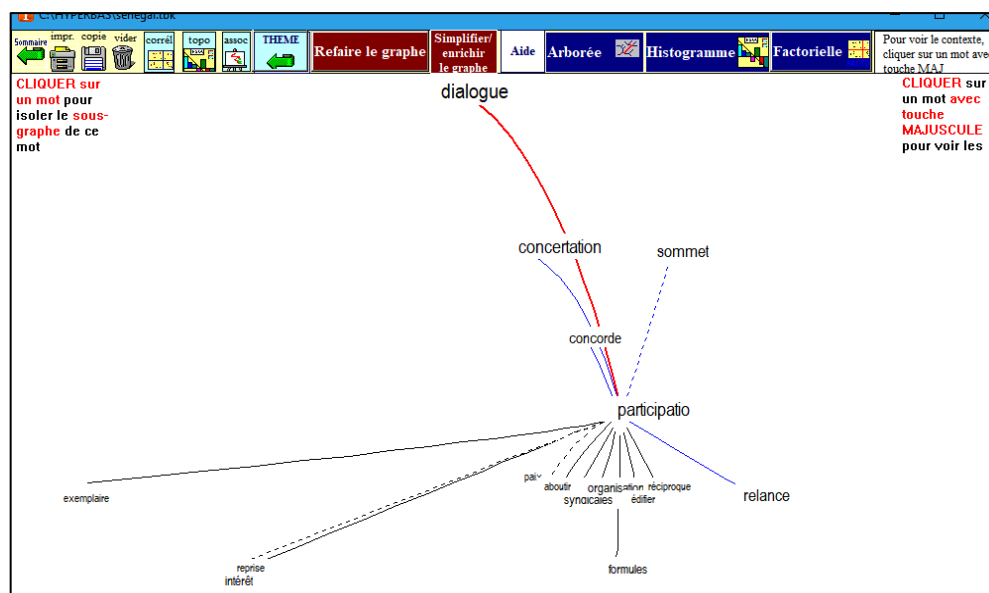 C:\HYPERBAS\senegal.tbk
Sommaire impr. copie vider corrél topo assoc THEME
Refaire le graphe
Simplifier/
enrichir
le graphe
Aide
Arborée
Histogramme
Factorielle
Pour voir le contexte,
cliquer sur un mot avec
touche MAJ
CLIQUER sur
un mot pour
isoler le sous-
graphe de ce
mot
CLIQUER sur
un mot avec
touche
MAJUSCULE
pour voir les
dialogue
concertation
sommet
concorde
participatio
exemplaire
aboutir
organisation
réciproque
syndicales
édifier
relance
reprise
intérêt
formules